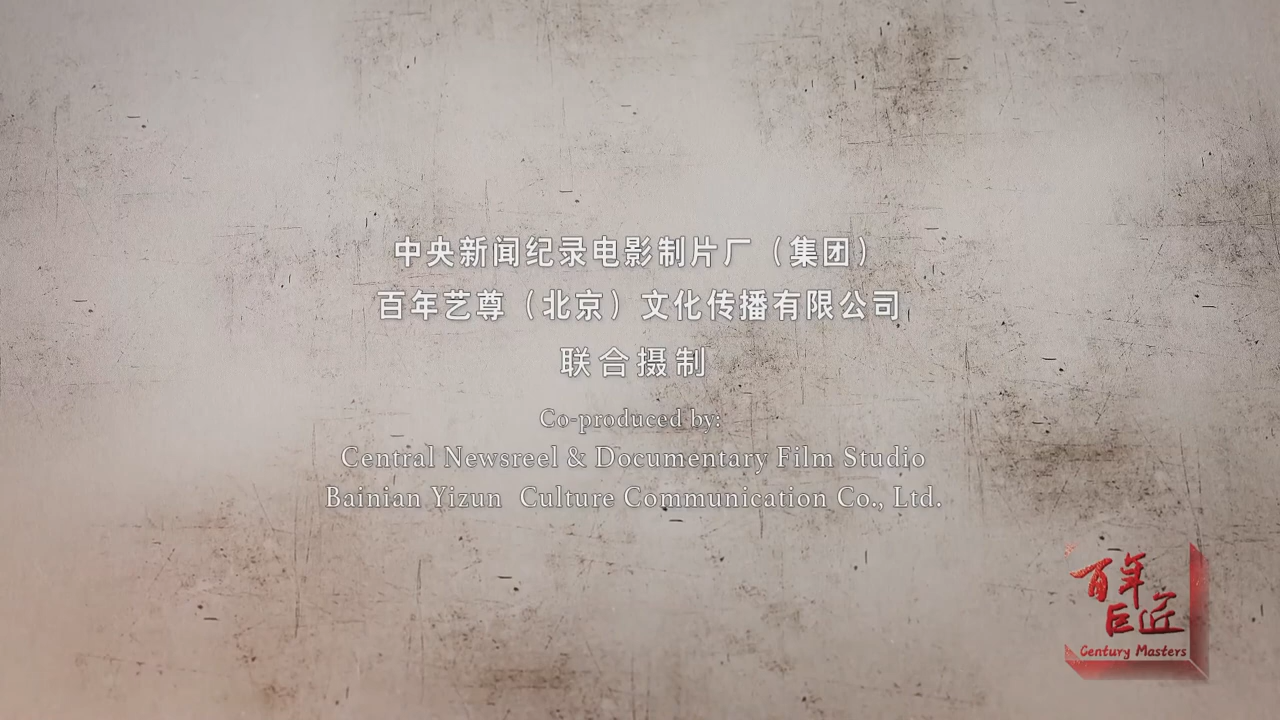 中央新闻纪录电影制片厂（集团）
百年艺尊（北京）文化传播有限公司
联合摄制
Co-produced by:
Central Newsreel & Documentary Film Studio
Bainian Yizun Culture Communication Co., Ltd.
百年
巨匠
Century Masters